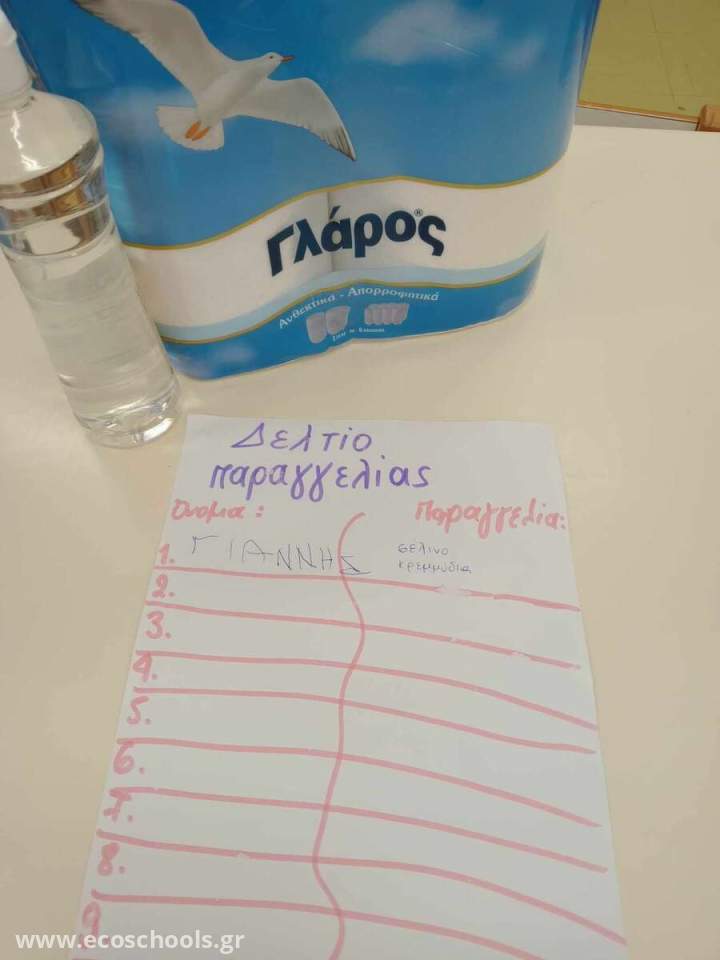 Γλάρος®
Ανθεκτικά - Απορροφητικά
Δελτίο
παραγγελίας
Όνομα : Παραγγελία:
1. ΓΙΑΝΝΗΣ σελινο
κρεμμυδια
2.
3.
4.
5.
6.
7.
8.
9
www.ecoschools.gr